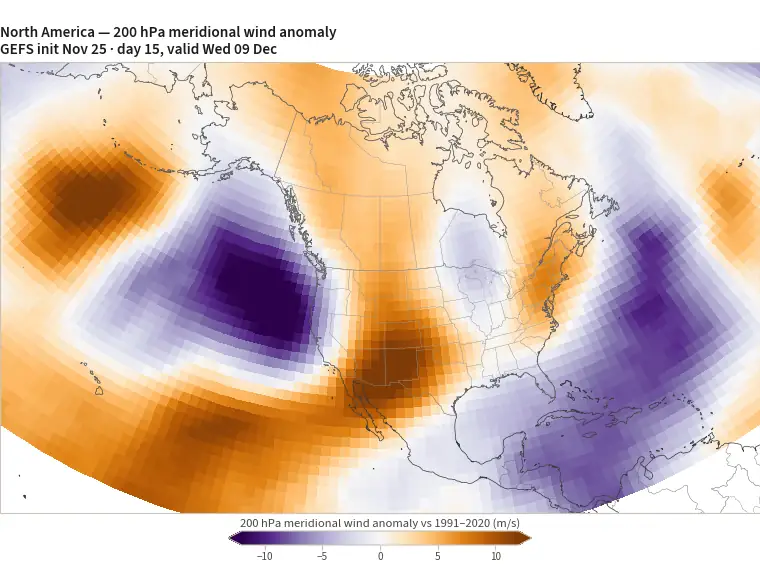 North America — 200 hPa meridional wind anomaly
GEFS init Nov 25 · day 15, valid Wed 09 Dec
200 hPa meridional wind anomaly vs 1991–2020 (m/s)
−10 −5 0 5 10